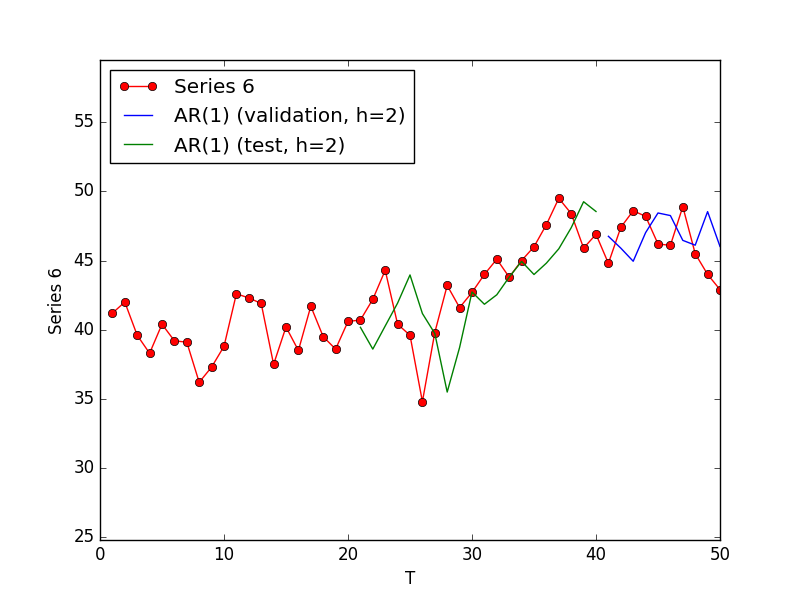 Series 6
AR(1) (validation, h=2)
AR(1) (test, h=2)
55
50
45
40
35
30
25
Series 6
0 10 20 30 40 50
T